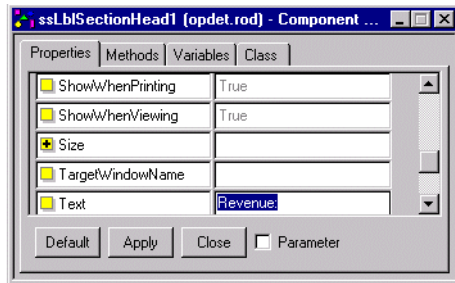 ssLblSectionHead1 (opdet.rod) - Component ...
Properties Methods Variables Class
ShowWhenPrinting True
ShowWhenViewing True
Size
TargetWindowName
Text Revenue:
Default Apply Close Parameter